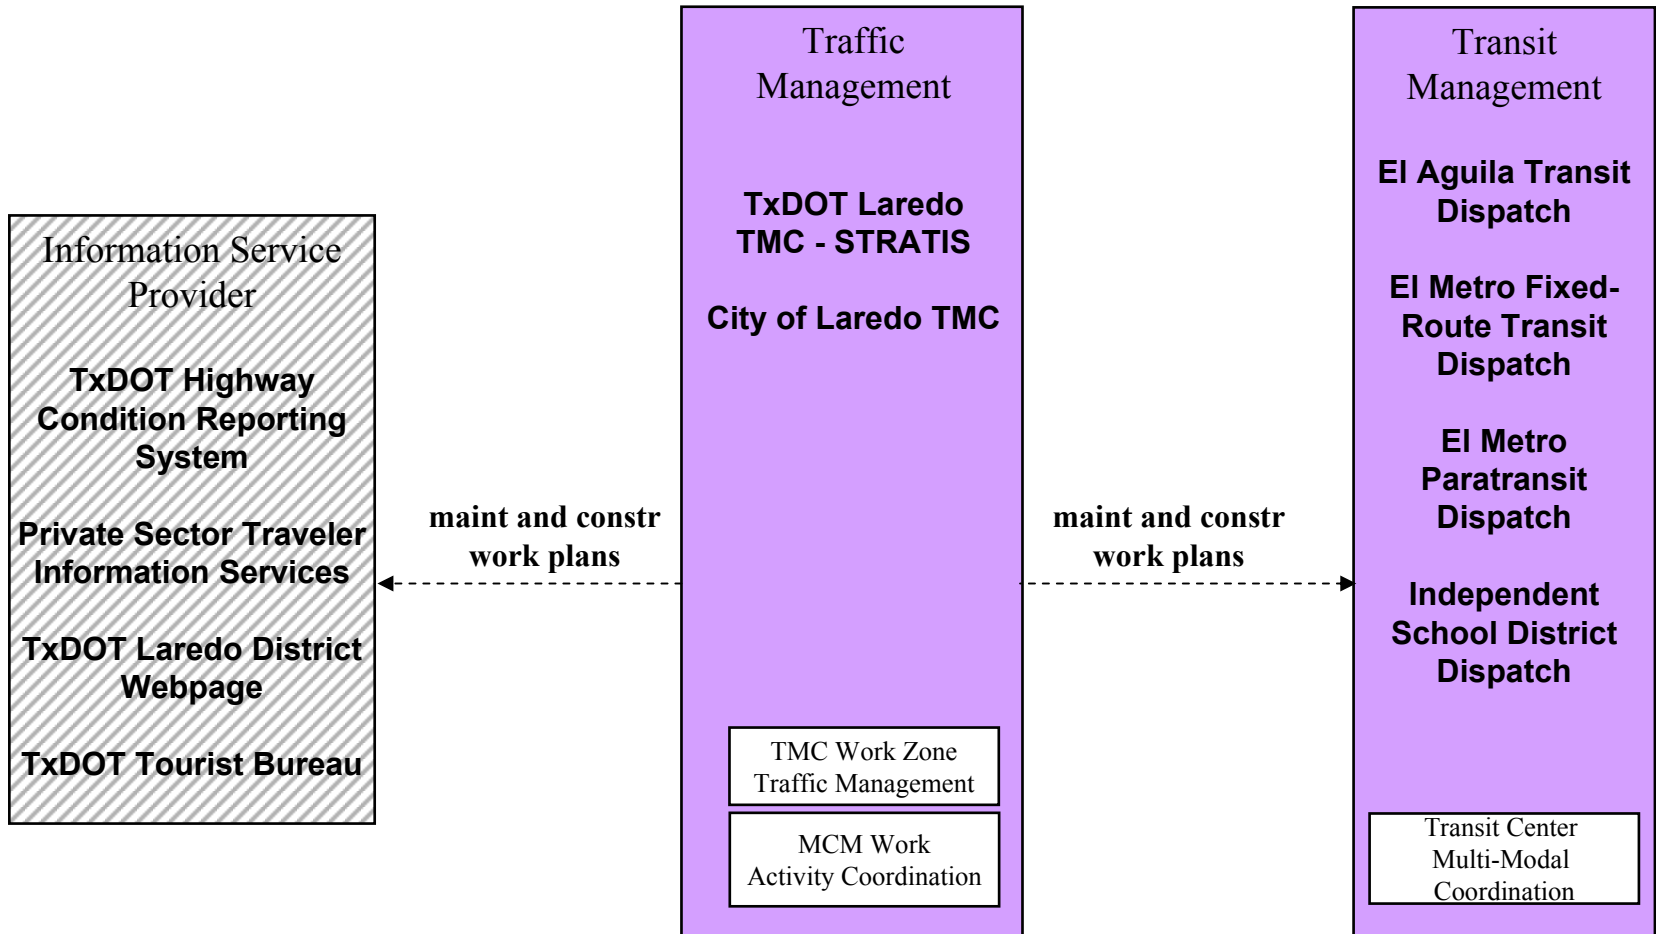 Information Service
Provider
TxDOT Highway
Condition Reporting
System
Private Sector Traveler
Information Services
TxDOT Laredo District
Webpage
TxDOT Tourist Bureau
maint and constr
work plans
Traffic
Management
TxDOT Laredo
TMC - STRATIS
City of Laredo TMC
TMC Work Zone
Traffic Management
MCM Work
Activity Coordination
maint and constr
work plans
Transit
Management
El Aguila Transit
Dispatch
El Metro Fixed-
Route Transit
Dispatch
El Metro
Paratransit
Dispatch
Independent
School District
Dispatch
Transit Center
Multi-Modal
Coordination